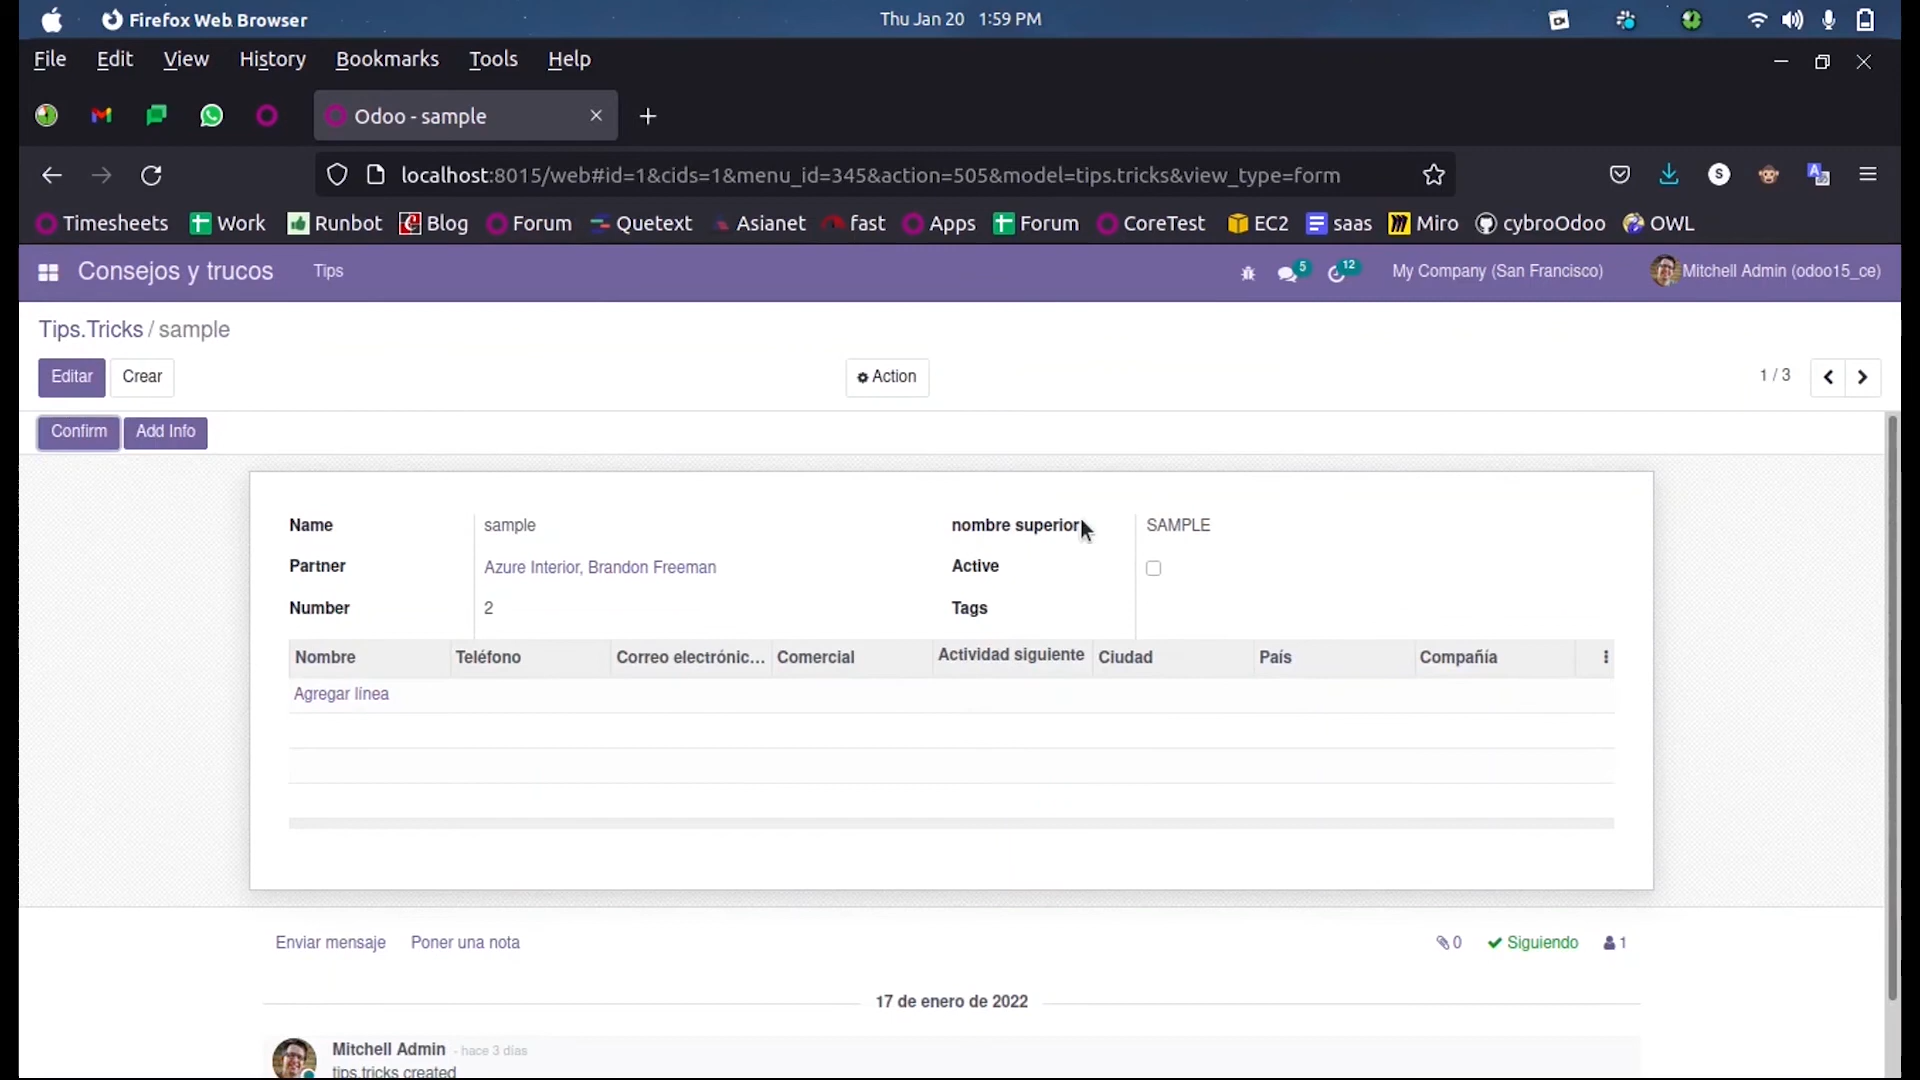 Firefox Web Browser Thu Jan 20 1:59 PM
File Edit View History Bookmarks Tools Help
Odoo - sample
localhost:8015/web#id=1&cids=1&menu_id=345&action=505&model=tips.tricks&view_type=form S
Timesheets Work Runbot Blog Forum Quetext Asianet fast Apps Forum CoreTest EC2 saas Miro cybroOdoo OWL
Consejos y trucos Tips 5 12 My Company (San Francisco) Mitchell Admin (odoo15_ce)
Tips.Tricks / sample
Editar Crear Action 1 / 3
Confirm Add Info
Name sample nombre superior SAMPLE
Partner Azure Interior, Brandon Freeman Active
Number 2 Tags
Nombre Teléfono Correo electrónic... Comercial Actividad siguiente Ciudad País Compañía
Agregar línea
Enviar mensaje Poner una nota 0 Siguiendo 1
17 de enero de 2022
Mitchell Admin - hace 3 días
tips.tricks created